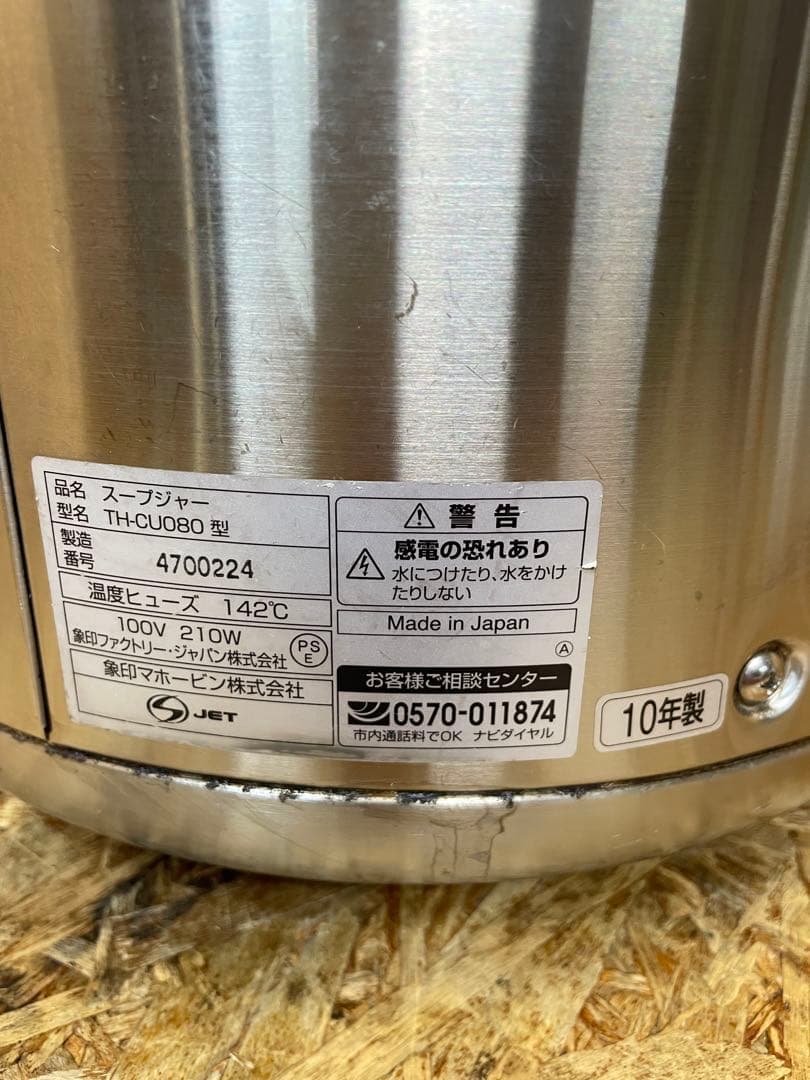 品名 スープジャー
型名 TH-CU080 型
製造番号 4700224
温度ヒューズ 142℃
100V 210W
象印ファクトリー・ジャパン株式会社
PS
E
象印マホービン株式会社
S JET
警告
感電の恐れあり
水につけたり、水をかけ
たりしない
Made in Japan
A
お客様ご相談センター
0570-011874
市内通話料でOK ナビダイヤル
10年製